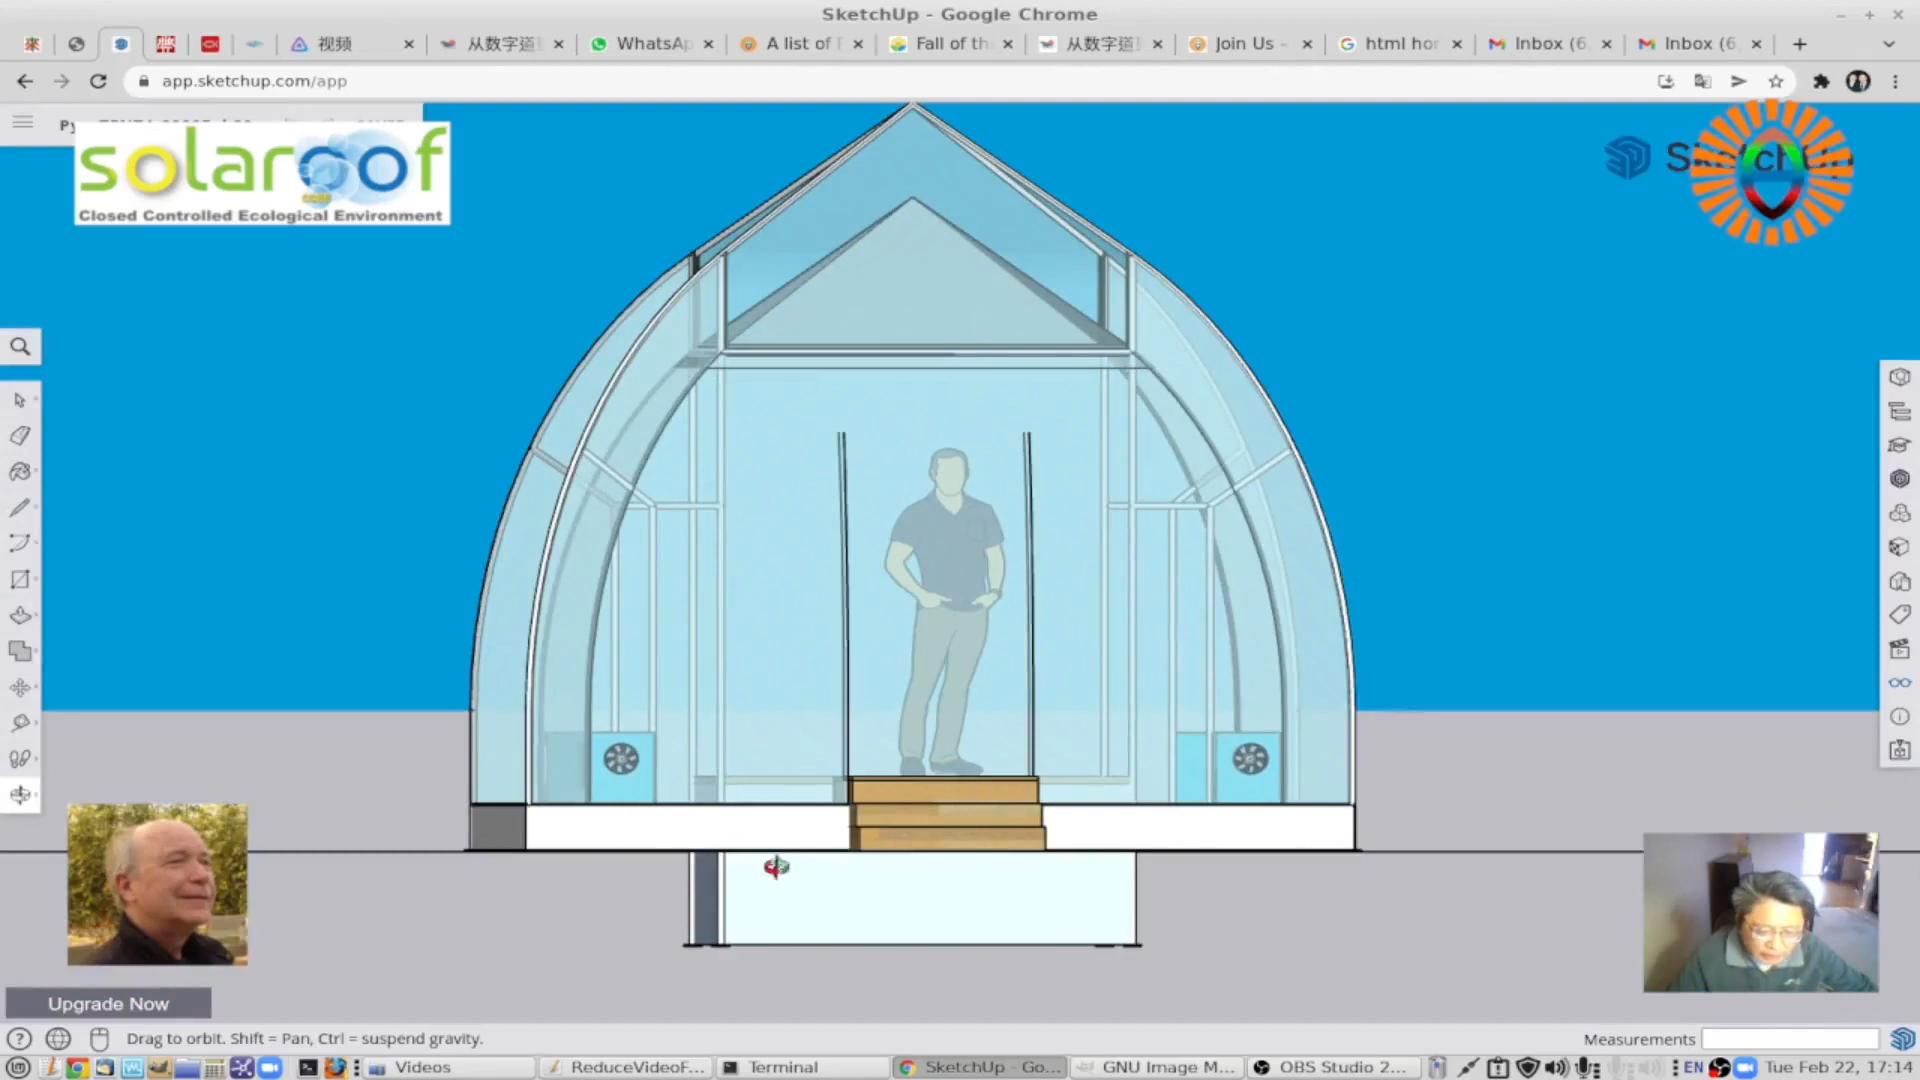 SketchUp - Google Chrome
视频
从数字道
WhatsAp
A list of
Fall of th
从数字道
Join Us -
html hor
Inbox (6
Inbox (6
app.sketchup.com/app
solaroof
Closed Controlled Ecological Environment
Upgrade Now
Drag to orbit. Shift = Pan, Ctrl = suspend gravity.
Measurements
Videos
ReduceVideoF...
Terminal
SketchUp - Go...
GNU Image M...
OBS Studio 2...
EN
Tue Feb 22, 17:14